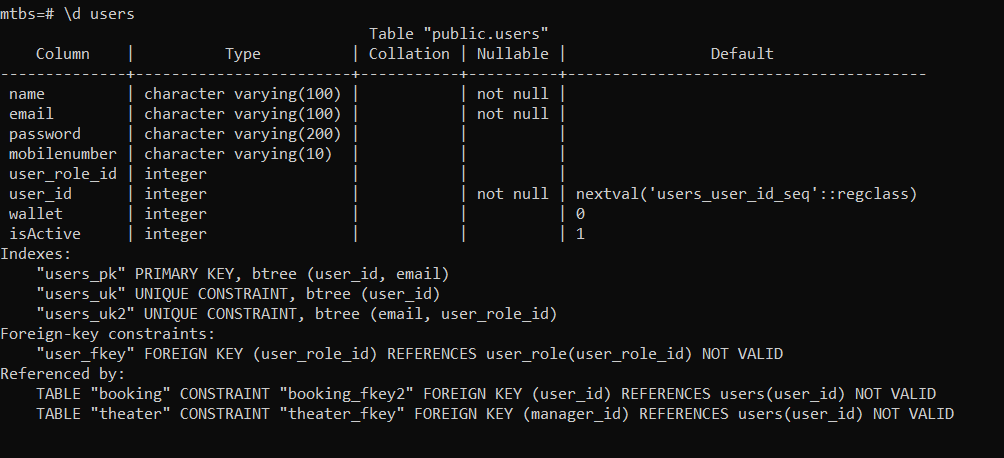 mtbs=# \d users
                                     Table "public.users"
    Column    |          Type          | Collation | Nullable |                 Default
--------------+------------------------+-----------+----------+----------------------------------------
 name         | character varying(100) |           | not null |
 email        | character varying(100) |           | not null |
 password     | character varying(200) |           |          |
 mobilenumber | character varying(10)  |           |          |
 user_role_id | integer                |           |          |
 user_id      | integer                |           | not null | nextval('users_user_id_seq'::regclass)
 wallet       | integer                |           |          | 0
 isActive     | integer                |           |          | 1
Indexes:
    "users_pk" PRIMARY KEY, btree (user_id, email)
    "users_uk" UNIQUE CONSTRAINT, btree (user_id)
    "users_uk2" UNIQUE CONSTRAINT, btree (email, user_role_id)
Foreign-key constraints:
    "user_fkey" FOREIGN KEY (user_role_id) REFERENCES user_role(user_role_id) NOT VALID
Referenced by:
    TABLE "booking" CONSTRAINT "booking_fkey2" FOREIGN KEY (user_id) REFERENCES users(user_id) NOT VALID
    TABLE "theater" CONSTRAINT "theater_fkey" FOREIGN KEY (manager_id) REFERENCES users(user_id) NOT VALID